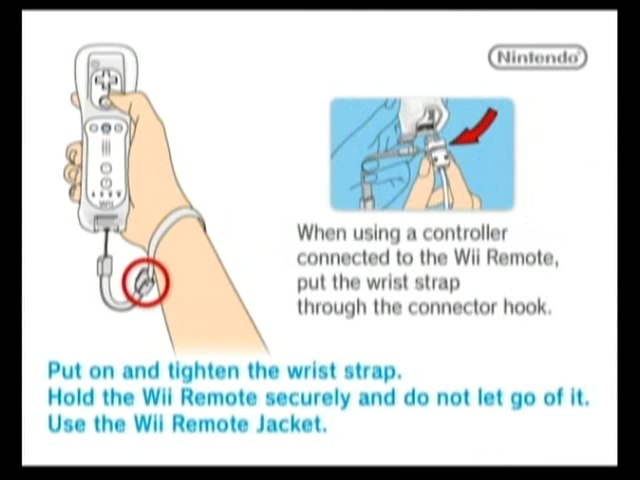 Nintendo
When using a controller
connected to the Wii Remote,
put the wrist strap
through the connector hook.
Wii
Put on and tighten the wrist strap.
Hold the Wii Remote securely and do not let go of it.
Use the Wii Remote Jacket.